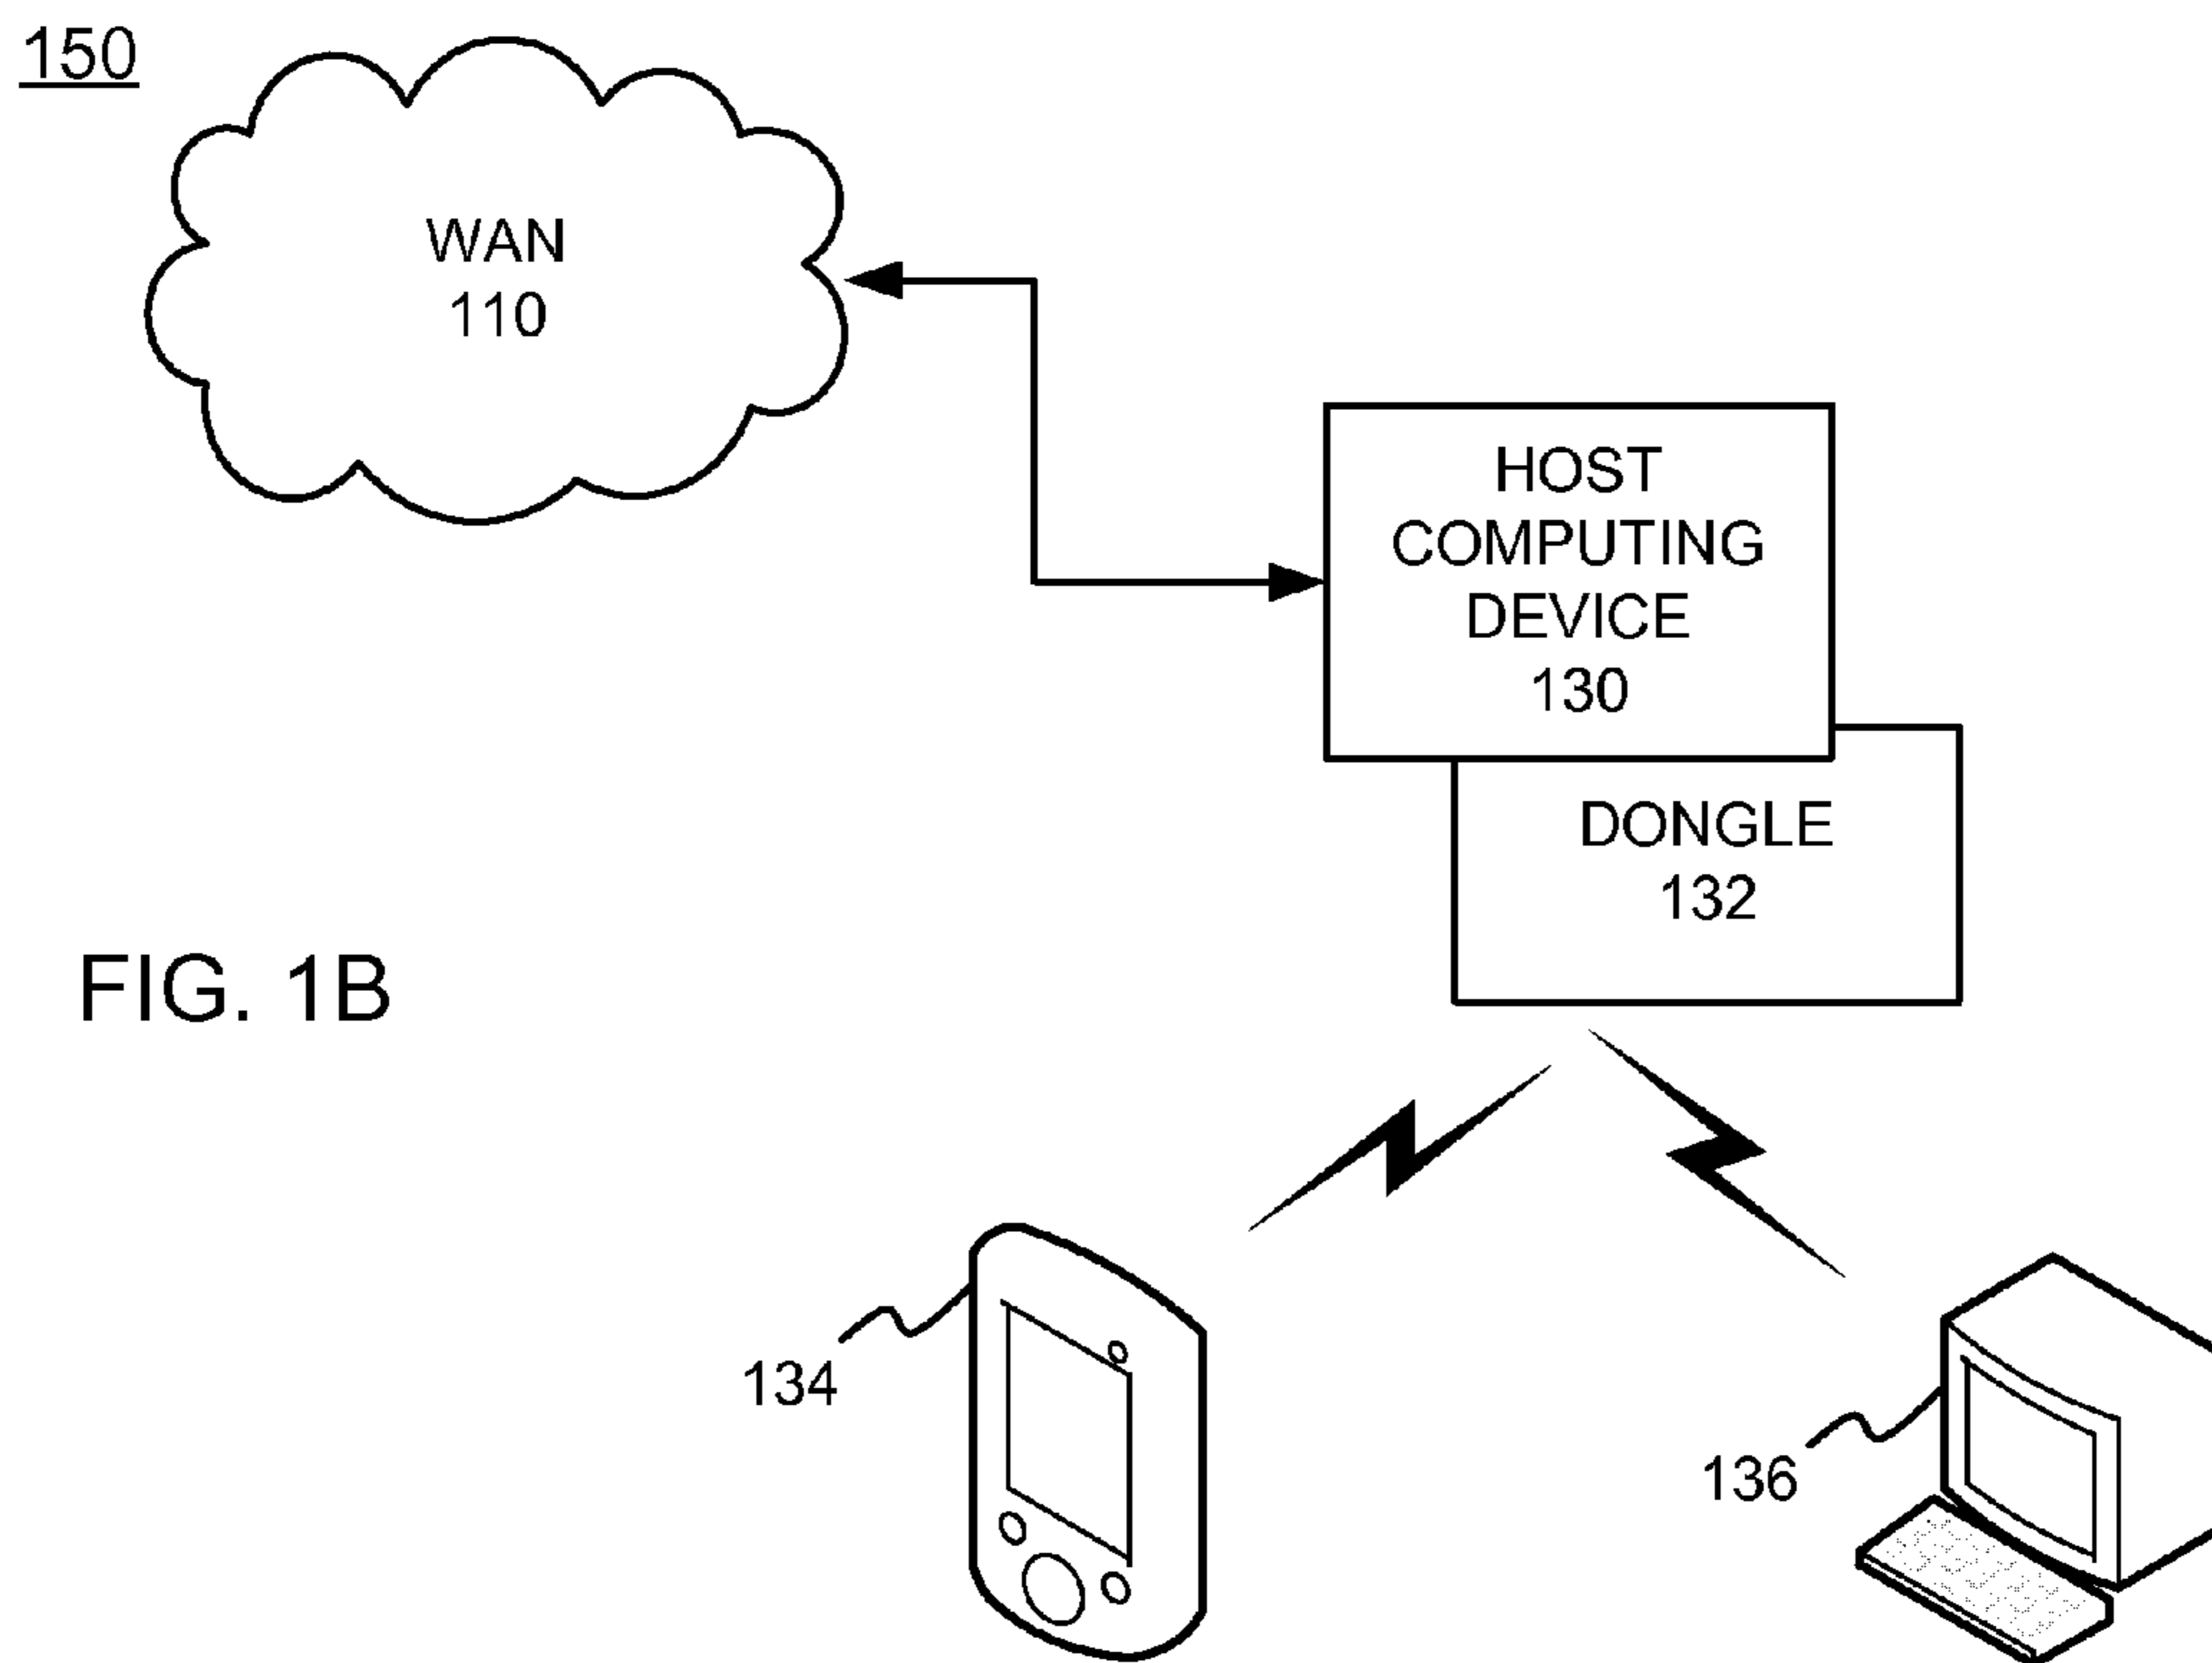 150
WAN
110
HOST
COMPUTING
DEVICE
130
DONGLE
132
FIG. 1B
134
136